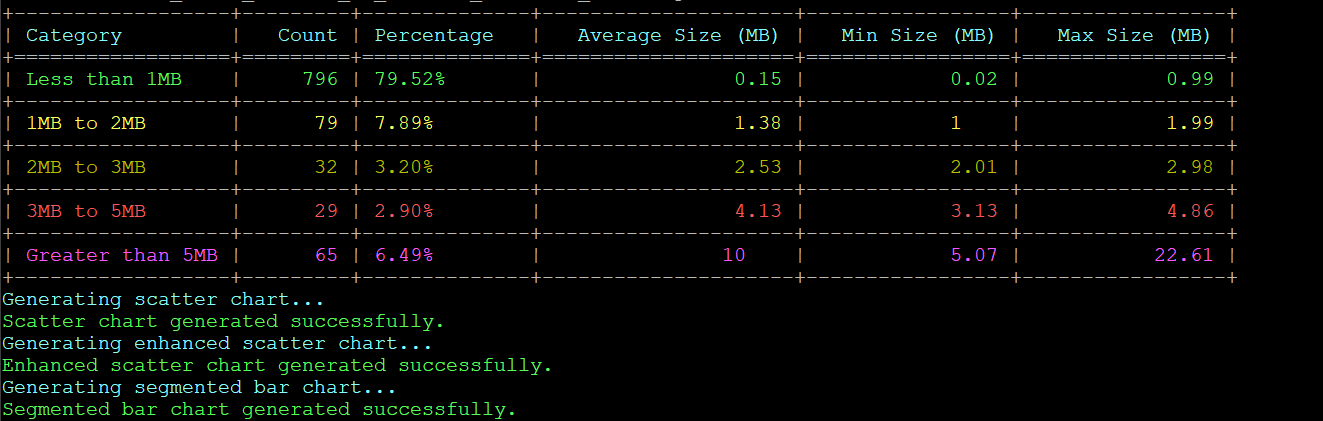 +------------------+---------+--------------+---------------------+-----------------+-----------------+
| Category         |   Count | Percentage   |   Average Size (MB) |   Min Size (MB) |   Max Size (MB) |
+==================+=========+==============+=====================+=================+=================+
| Less than 1MB    |     796 | 79.52%       |                0.15 |            0.02 |            0.99 |
+------------------+---------+--------------+---------------------+-----------------+-----------------+
| 1MB to 2MB       |      79 | 7.89%        |                1.38 |            1    |            1.99 |
+------------------+---------+--------------+---------------------+-----------------+-----------------+
| 2MB to 3MB       |      32 | 3.20%        |                2.53 |            2.01 |            2.98 |
+------------------+---------+--------------+---------------------+-----------------+-----------------+
| 3MB to 5MB       |      29 | 2.90%        |                4.13 |            3.13 |            4.86 |
+------------------+---------+--------------+---------------------+-----------------+-----------------+
| Greater than 5MB |      65 | 6.49%        |               10    |            5.07 |           22.61 |
+------------------+---------+--------------+---------------------+-----------------+-----------------+
Generating scatter chart...
Scatter chart generated successfully.
Generating enhanced scatter chart...
Enhanced scatter chart generated successfully.
Generating segmented bar chart...
Segmented bar chart generated successfully.